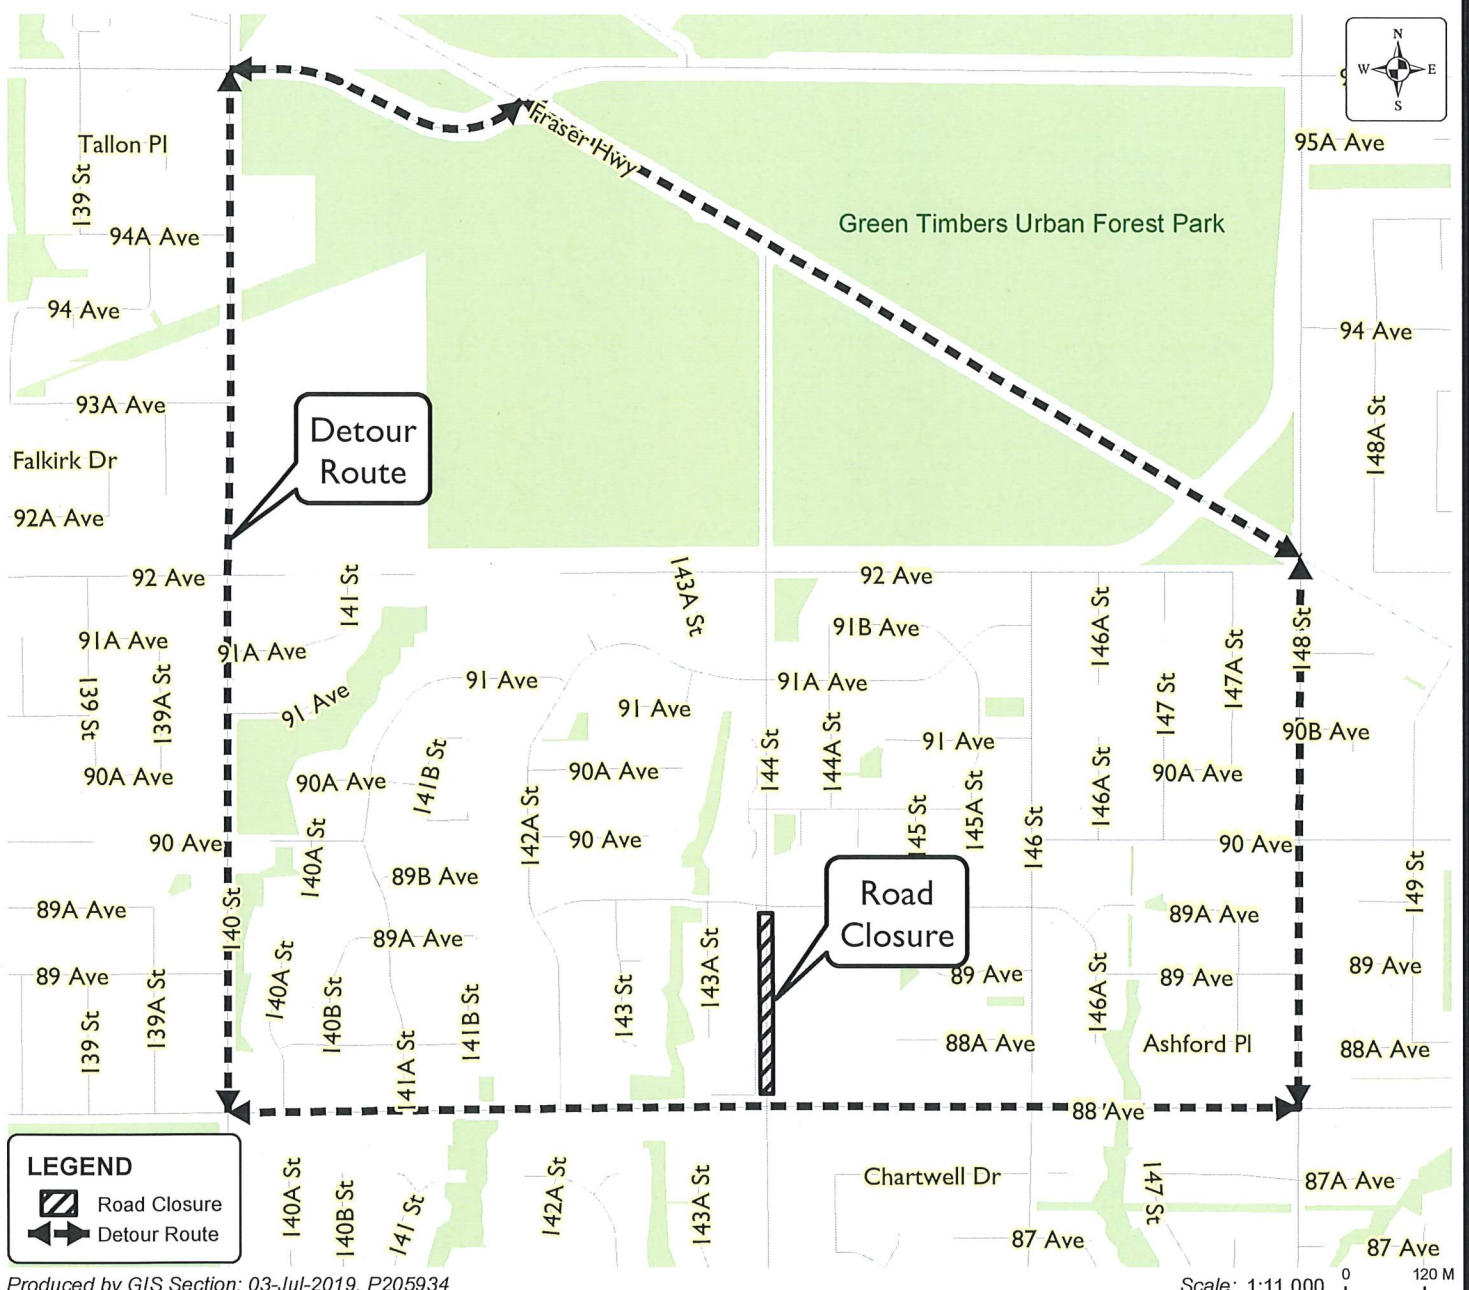 N
W E
S
95A Ave
Tallon Pl
139 St
Fraser Hwy
Green Timbers Urban Forest Park
94A Ave
94 Ave
94 Ave
93A Ave
148A St
Detour
Route
Falkirk Dr
92A Ave
92 Ave
141 St
143A St
92 Ave
146A St
148 St
91B Ave
91A Ave
91A Ave
139 St
139A St
91 Ave
91 Ave
91 Ave
91A Ave
147 St
147A St
144 St
144A St
91 Ave
90B Ave
90A Ave
90A Ave
141B St
90A Ave
146A St
90A Ave
145 St
145A St
146 St
142A St
90 Ave
140A St
90 Ave
90 Ave
89B Ave
Road
Closure
149 St
89A Ave
140 St
89A Ave
89A Ave
89 Ave
140A St
140B St
141A St
141B St
143 St
143A St
89 Ave
146A St
89 Ave
89 Ave
139 St
139A St
88A Ave
Ashford Pl
88A Ave
88 Ave
LEGEND
Road Closure
Detour Route
140A St
140B St
141 St
142A St
143A St
Chartwell Dr
147 St
87A Ave
87 Ave
87 Ave
Produced by GIS Section: 03-Jul-2019, P205934
Scale: 1:11,000
0 120 M